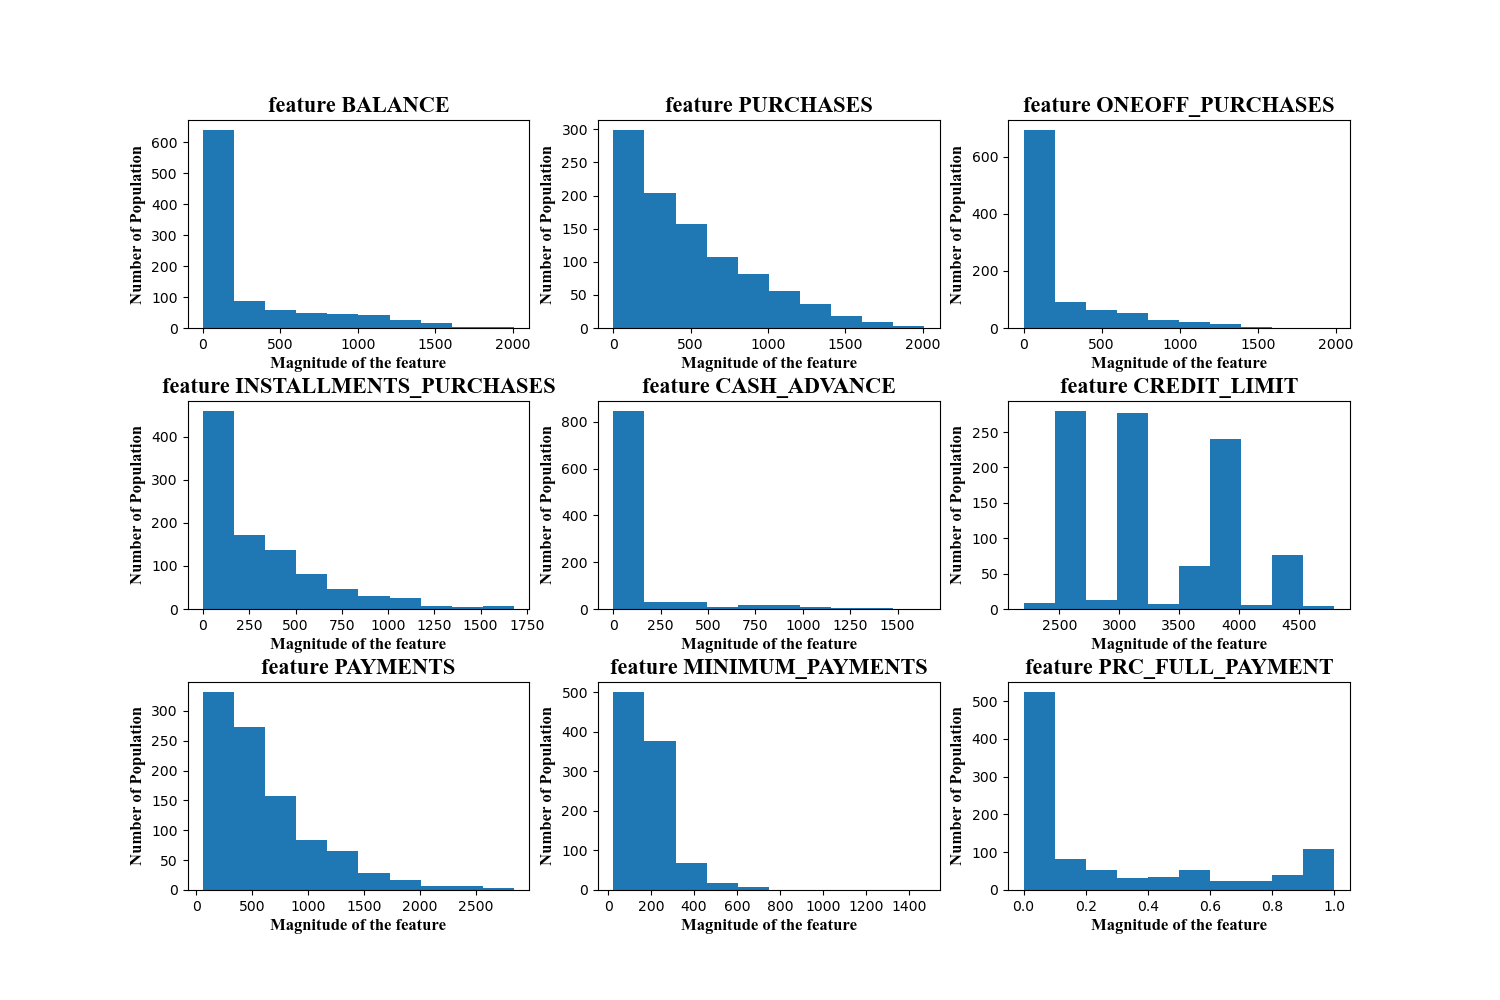 feature BALANCE
Number of Population
600
500
400
300
200
100
0
0 500 1000 1500 2000
Magnitude of the feature
feature PURCHASES
Number of Population
300
250
200
150
100
50
0
0 500 1000 1500 2000
Magnitude of the feature
feature ONEOFF_PURCHASES
Number of Population
600
400
200
0
0 500 1000 1500 2000
Magnitude of the feature
feature INSTALLMENTS_PURCHASES
Number of Population
400
300
200
100
0
0 250 500 750 1000 1250 1500 1750
Magnitude of the feature
feature CASH_ADVANCE
Number of Population
800
600
400
200
0
0 250 500 750 1000 1250 1500
Magnitude of the feature
feature CREDIT_LIMIT
Number of Population
250
200
150
100
50
0
2500 3000 3500 4000 4500
Magnitude of the feature
feature PAYMENTS
Number of Population
300
250
200
150
100
50
0
0 500 1000 1500 2000 2500
Magnitude of the feature
feature MINIMUM_PAYMENTS
Number of Population
500
400
300
200
100
0
0 200 400 600 800 1000 1200 1400
Magnitude of the feature
feature PRC_FULL_PAYMENT
Number of Population
500
400
300
200
100
0
0.0 0.2 0.4 0.6 0.8 1.0
Magnitude of the feature